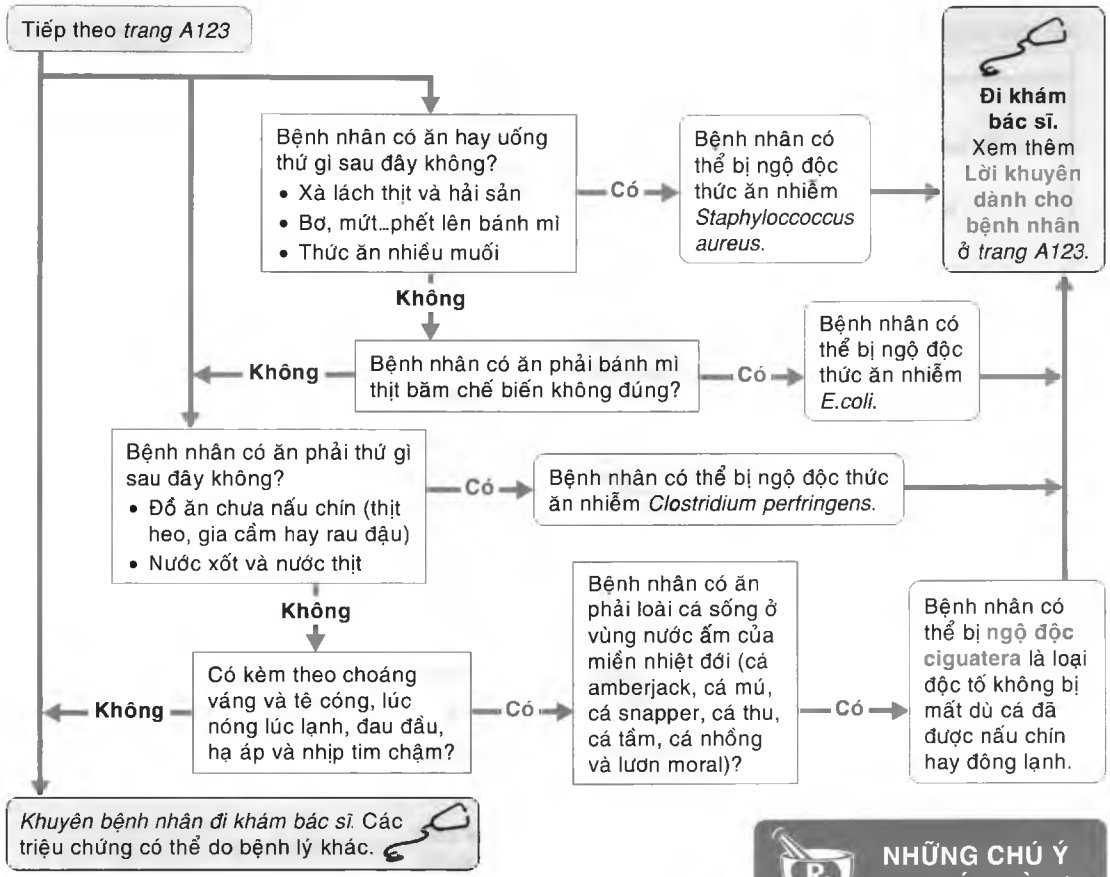 Tiếp theo trang A123
Bệnh nhân có ăn hay uống
thứ gì sau đây không?
• Xà lách thịt và hải sản
• Bơ, mứt...phết lên bánh mì
• Thức ăn nhiều muối
Có
Bệnh nhân có
thể bị ngộ độc
thức ăn nhiễm
Staphyloccoccus
aureus.
Đi khám
bác sĩ.
Xem thêm
Lời khuyên
dành cho
bệnh nhân
ở trang A123.
Không
Bệnh nhân có ăn phải bánh mì
thịt băm chế biến không đúng?
Không
Có
Bệnh nhân có
thể bị ngộ độc
thức ăn nhiễm
E.coli.
Bệnh nhân có ăn phải thứ gì
sau đây không?
• Đồ ăn chưa nấu chín (thịt
heo, gia cầm hay rau đậu)
• Nước xốt và nước thịt
Có
Bệnh nhân có thể bị ngộ độc thức
ăn nhiễm Clostridium perfringens.
Không
Có kèm theo choáng
váng và tê cóng, lúc
nóng lúc lạnh, đau đầu,
hạ áp và nhịp tim chậm?
Không
Có
Bệnh nhân có ăn
phải loài cá sống ở
vùng nước ấm của
miền nhiệt đới (cá
amberjack, cá mú,
cá snapper, cá thu,
cá tầm, cá nhồng
và lươn moral)?
Có
Bệnh nhân có
thể bị ngộ độc
ciguatera là loại
độc tố không bị
mất dù cá đã
được nấu chín
hay đông lạnh.
Khuyên bệnh nhân đi khám bác sĩ. Các
triệu chứng có thể do bệnh lý khác.
NHỮNG CHÚ Ý